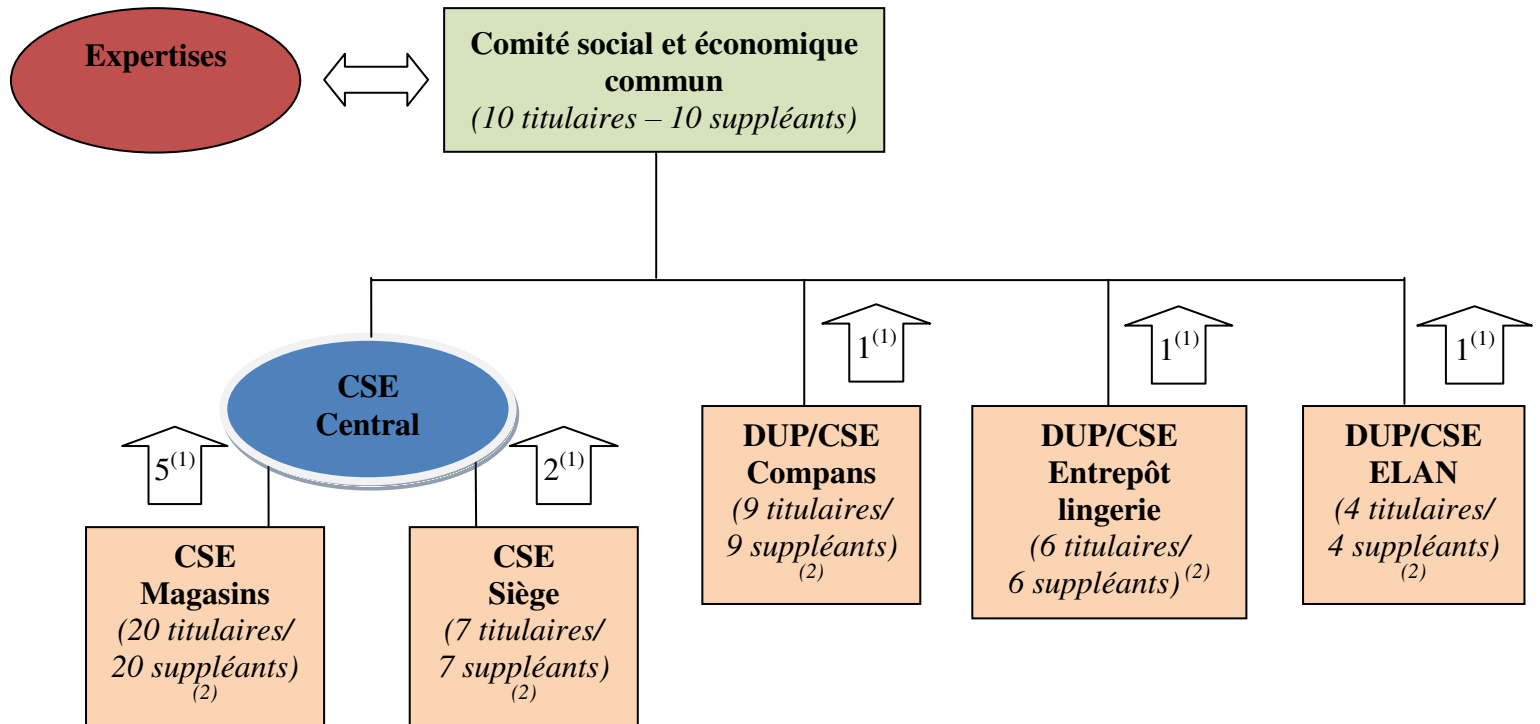 Expertises
Comité social et économique
commun
(10 titulaires – 10 suppléants)
CSE
Central
5(1)
2(1)
1(1)
1(1)
1(1)
CSE
Magasins
(20 titulaires/
20 suppléants)
(2)
CSE
Siège
(7 titulaires/
7 suppléants)
(2)
DUP/CSE
Compans
(9 titulaires/
9 suppléants)
(2)
DUP/CSE
Entrepôt
lingerie
(6 titulaires/
6 suppléants) (2)
DUP/CSE
ELAN
(4 titulaires/
4 suppléants)
(2)